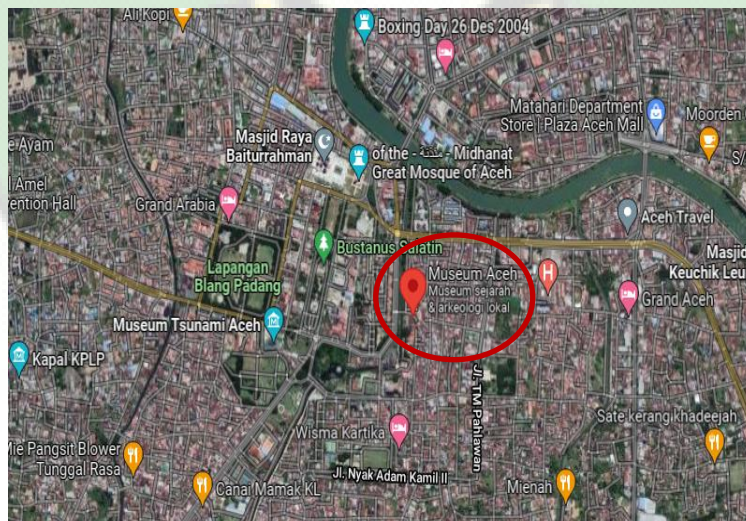 Ali Kopi
Boxing Day 26 Des 2004
Matahari Department
Store | Plaza Aceh Mall
Moorden
S/
Masjid Raya
Baiturrahman
of the - مئذنة - Midhanat
Great Mosque of Aceh
e Ayam
l Amel
vention Hall
Grand Arabia
Aceh Travel
Bustanus Salatin
Lapangan
Blang Padang
Masjid
Keuchik Leu
Museum Aceh
Museum sejarah
& arkeologi lokal
H
Grand Aceh
Museum Tsunami Aceh
Kapal KPLP
Jl. TM Pahlawan
Wisma Kartika
Sate kerang khadeejah
Mie Pangsit Blower
Tunggal Rasa
Jl. Nyak Adam Kamil II
Canai Mamak KL
Mienah